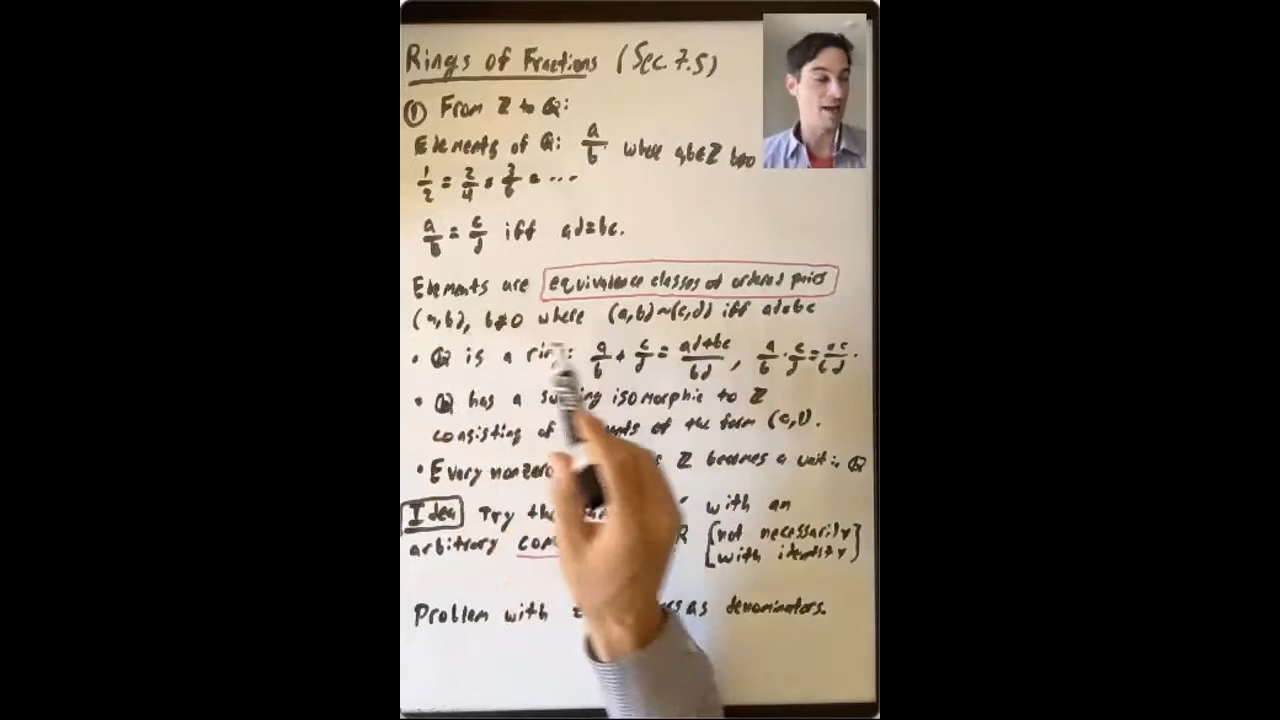 Rings of Fractions (Sec. 7.5)
① From ℤ to ℚ:
Elements of ℚ: a/b where a,b∈ℤ b≠0
1/2 = 2/4 = 3/6 = ...
a/b = c/d iff ad=bc.
Elements are equivalence classes of ordered pairs
(a,b), b≠0 where (a,b)~(c,d) iff ad=bc
• ℚ is a ring: a/b + c/d = ad+bc/bd, a/b · c/d = ac/bd.
• ℚ has a isomorphic to ℤ
consisting of of the form (a,1).
• Every nonzero ℤ becomes a unit in ℚ
Idea Try with an
arbitrary R [not necessarily
with identity]
Problem with as denominators.